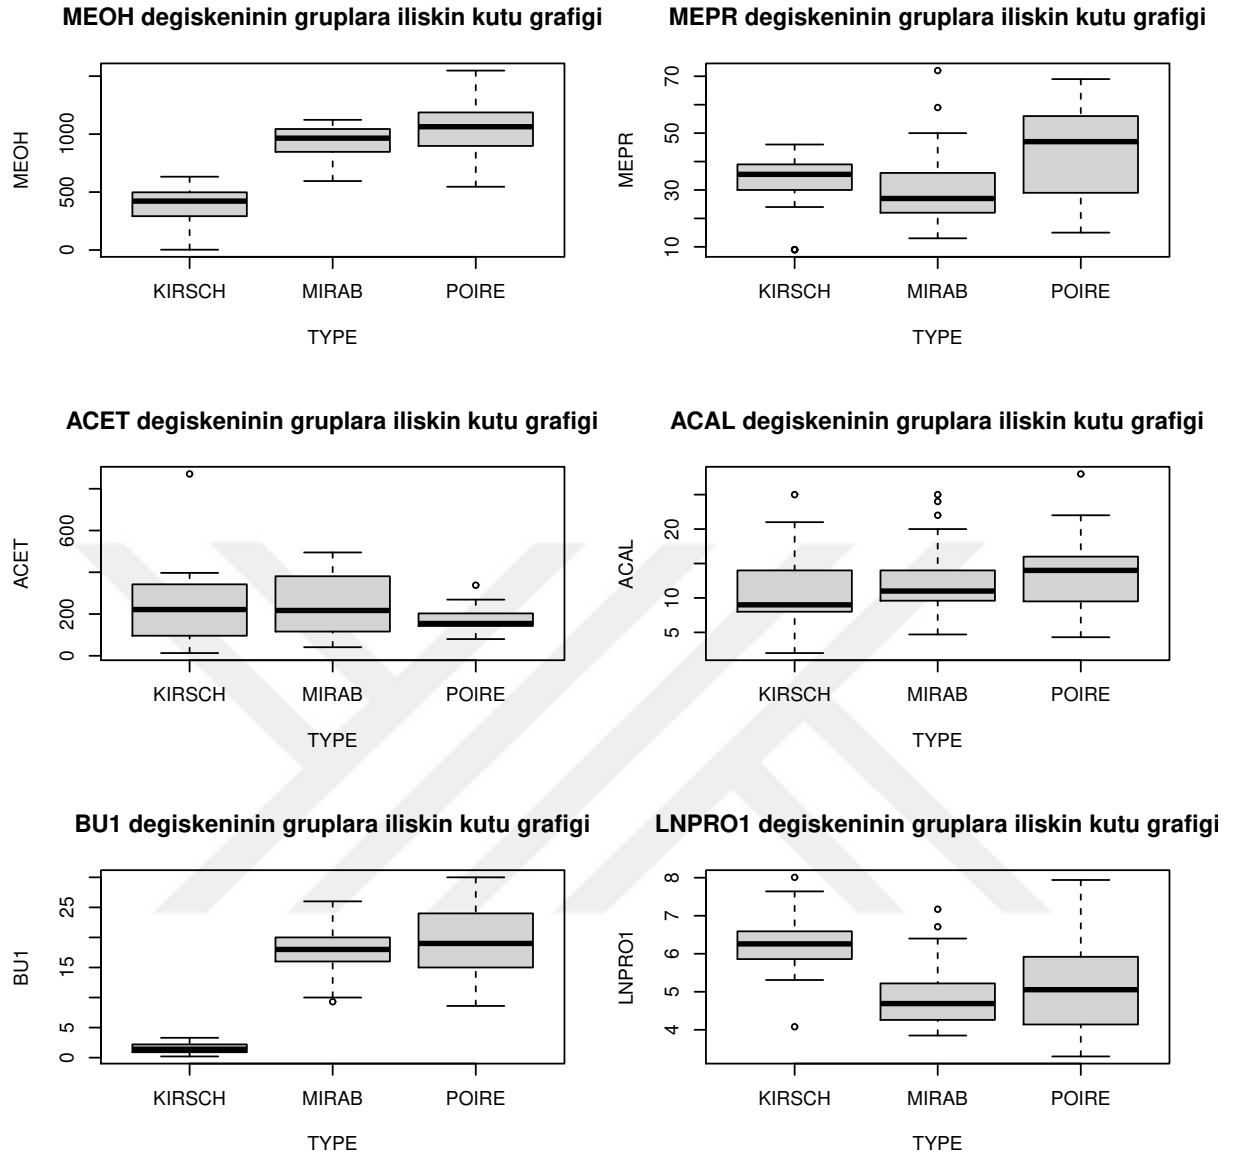 MEOH degiskeninin gruplara iliskin kutu grafigi
MEOH
1000
500
0
KIRSCH MIRAB POIRE
TYPE
MEPR degiskeninin gruplara iliskin kutu grafigi
MEPR
70
50
30
10
KIRSCH MIRAB POIRE
TYPE
ACET degiskeninin gruplara iliskin kutu grafigi
ACET
600
200
0
KIRSCH MIRAB POIRE
TYPE
ACAL degiskeninin gruplara iliskin kutu grafigi
ACAL
20
10
5
KIRSCH MIRAB POIRE
TYPE
BU1 degiskeninin gruplara iliskin kutu grafigi
BU1
25
15
5
0
KIRSCH MIRAB POIRE
TYPE
LNPRO1 degiskeninin gruplara iliskin kutu grafigi
LNPRO1
8
7
6
5
4
KIRSCH MIRAB POIRE
TYPE